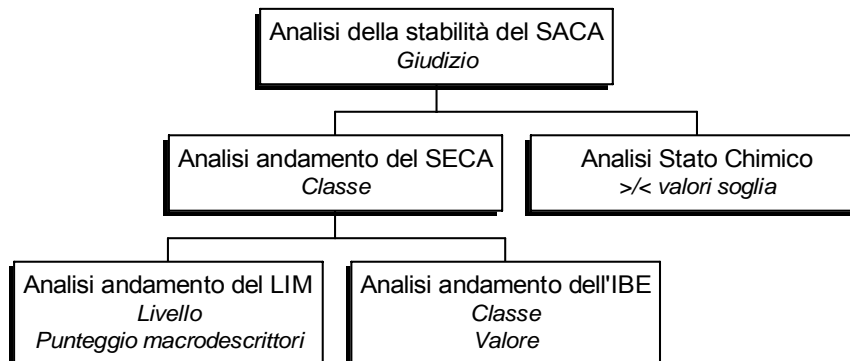 Analisi della stabilità del SACA
Giudizio
Analisi andamento del SECA
Classe
Analisi Stato Chimico
>/< valori soglia
Analisi andamento del LIM
Livello
Punteggio macrodescrittori
Analisi andamento dell'IBE
Classe
Valore